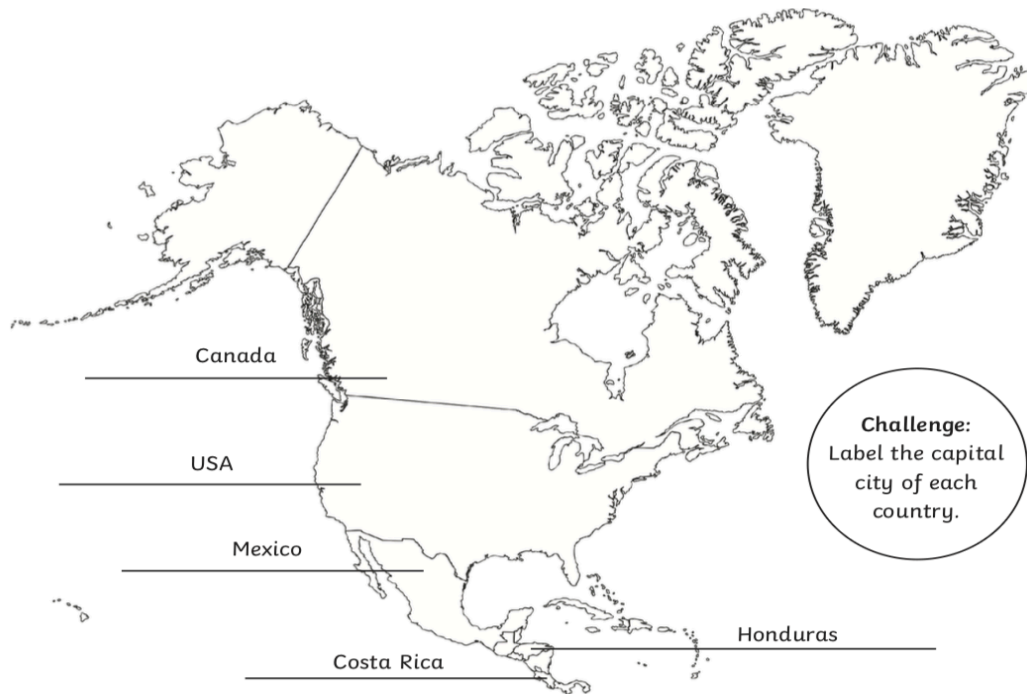 Canada
USA
Mexico
Costa Rica
Honduras
Challenge:
Label the capital
city of each
country.